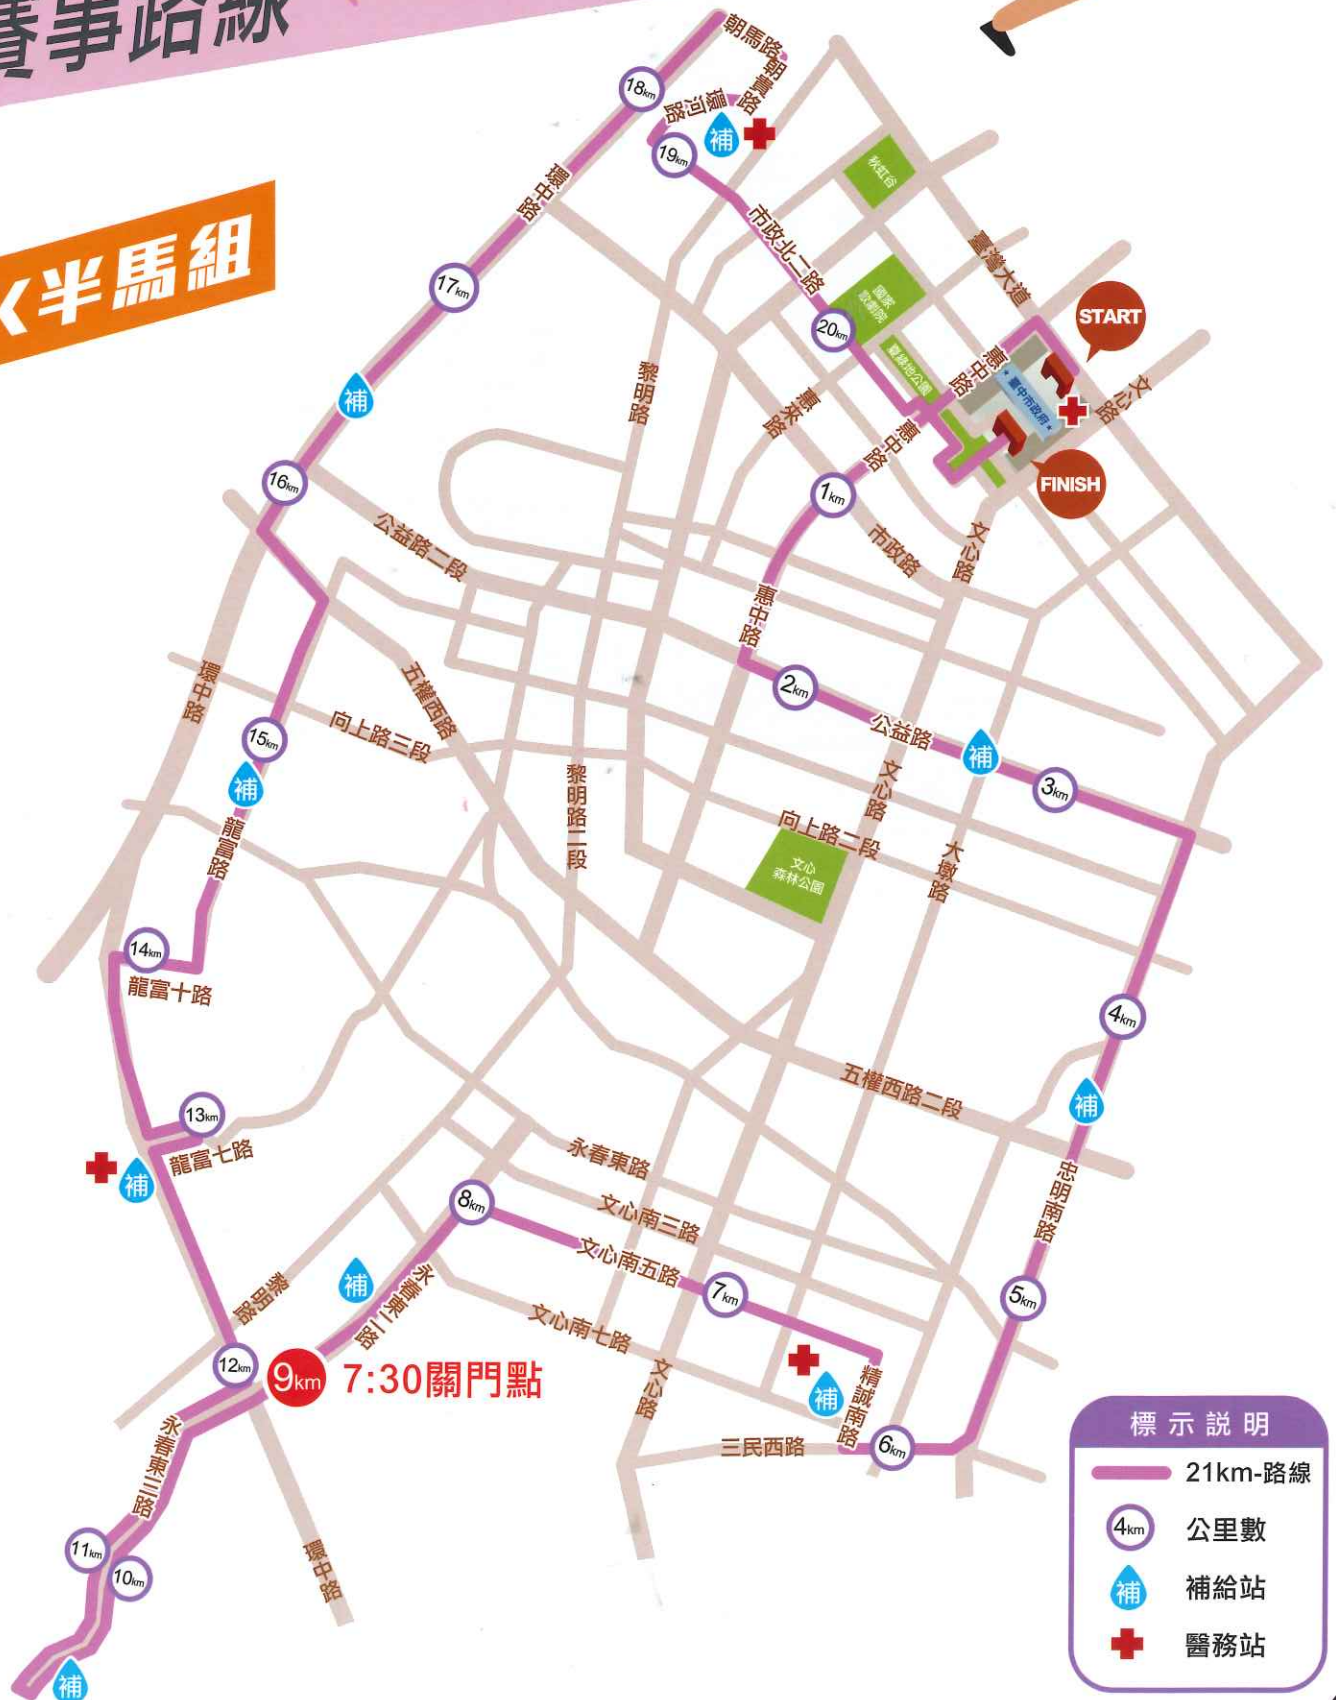 賽事路線
K半馬組
朝馬路
朝貴路
環河路
18km
補
19km
秋紅谷
環中路
市政北二路
臺灣大道
17km
國家歌劇院
20km
START
夏綠地公園
惠中路
臺中市政府
文心路
黎明路
惠來路
補
惠中路
FINISH
16km
1km
公益路二段
市政路
文心路
惠中路
環中路
五權西路
2km
向上路三段
公益路
補
15km
補
黎明路二段
文心路
3km
龍富路
向上路二段
大墩路
文心
森林公園
14km
龍富十路
4km
五權西路二段
補
13km
龍富七路
永春東路
補
忠明南路
8km
文心南三路
文心南五路
補
永春東二路
黎明路
7km
5km
文心南七路
12km
9km
7:30關門點
文心路
補
精誠南路
永春東三路
三民西路
6km
11km
10km
環中路
補
標示説明
21km-路線
4km
公里數
補
補給站
醫務站